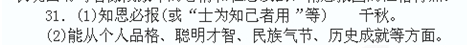 31．(1)知恩必报(或“士为知己者用”等)　千秋。
(2)能从个人品格、聪明才智、民族气节、历史成就等方面。